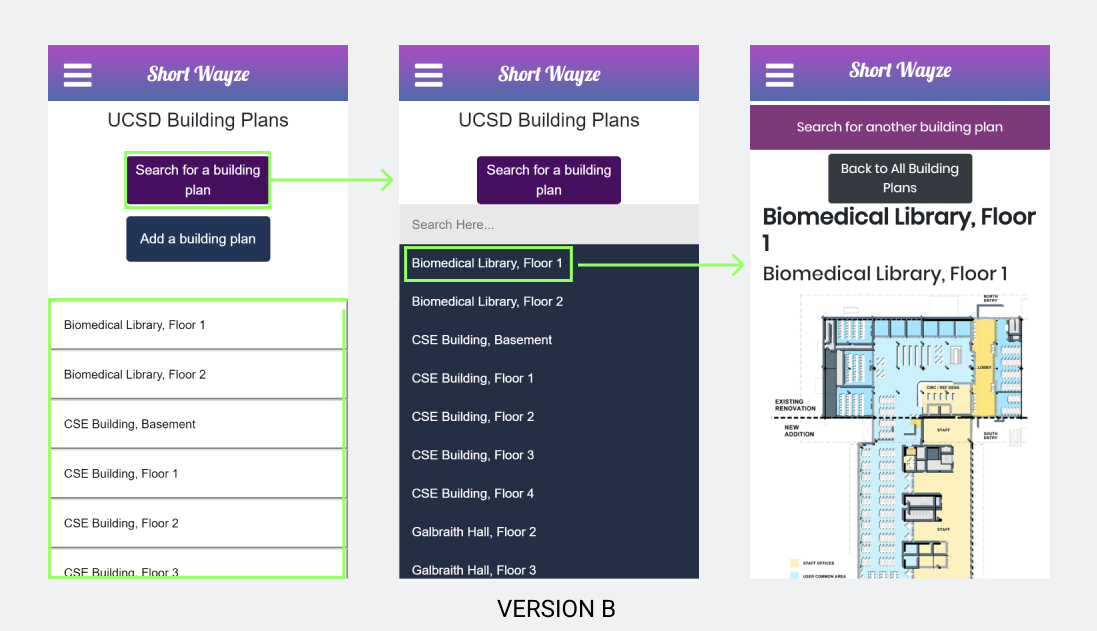 Short Wayze
UCSD Building Plans
Search for a building
plan
Add a building plan
Biomedical Library, Floor 1
Biomedical Library, Floor 2
CSE Building, Basement
CSE Building, Floor 1
CSE Building, Floor 2
CSE Building, Floor 3
Short Wayze
UCSD Building Plans
Search for a building
plan
Search Here...
Biomedical Library, Floor 1
Biomedical Library, Floor 2
CSE Building, Basement
CSE Building, Floor 1
CSE Building, Floor 2
CSE Building, Floor 3
CSE Building, Floor 4
Galbraith Hall, Floor 2
Galbraith Hall, Floor 3
Short Wayze
Search for another building plan
Back to All Building
Plans
Biomedical Library, Floor
1
Biomedical Library, Floor 1
NORTH
ENTRY
LOBBY
CIRC / REF DESK
EXISTING
RENOVATION
NEW
ADDITION
STAFF
SOUTH
ENTRY
STAFF
STAFF OFFICES
USER COMMON AREA
VERSION B